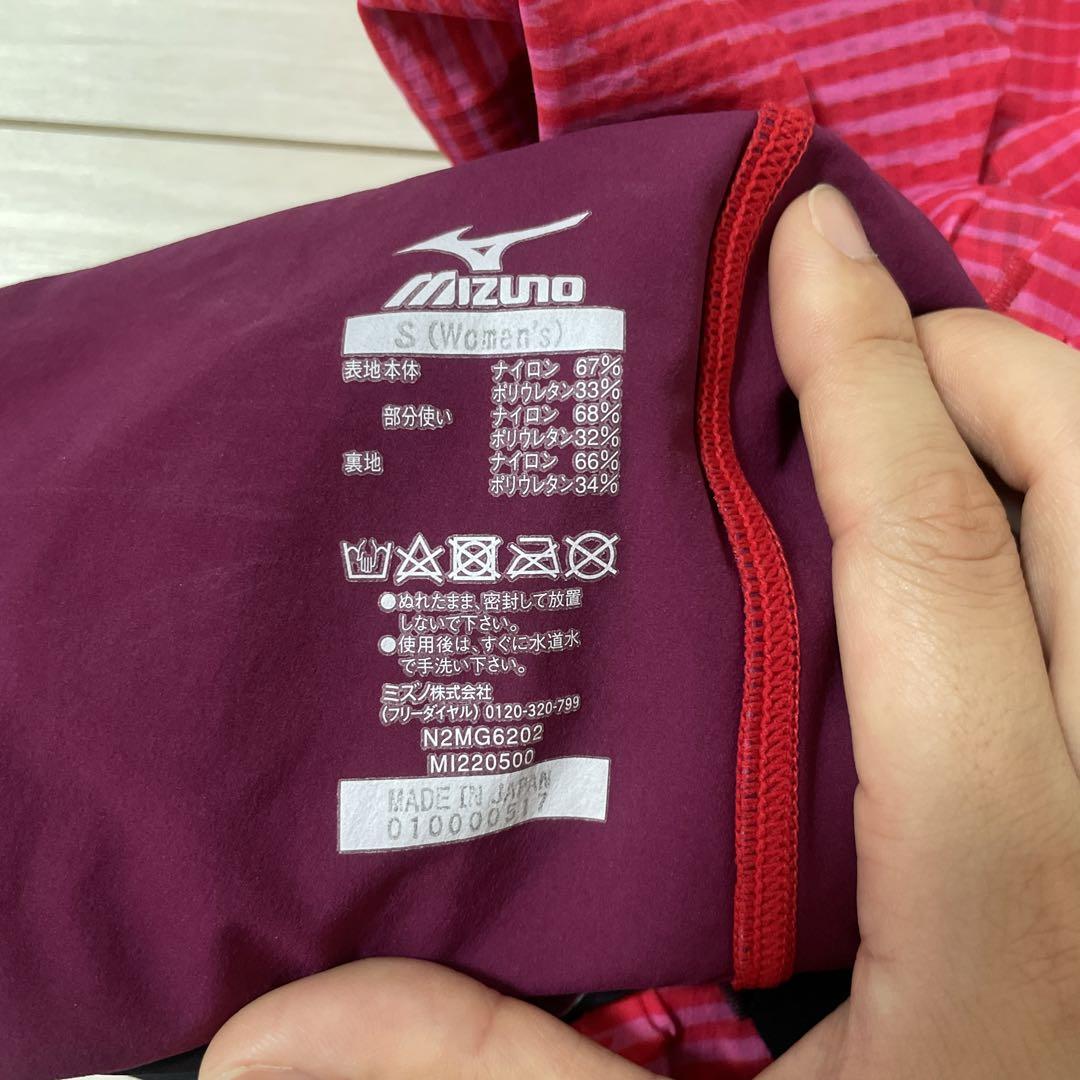 Mizuno
S (Women's)
表地本体 ナイロン 67%
ポリウレタン33%
部分使い ナイロン 68%
ポリウレタン32%
裏地 ナイロン 66%
ポリウレタン34%
●ぬれたまま、密封して放置
しないで下さい。
●使用後は、すぐに水道水
で手洗い下さい。
ミズノ株式会社
(フリーダイヤル) 0120-320-799
N2MG6202
MI220500
MADE IN JAPAN
010000517